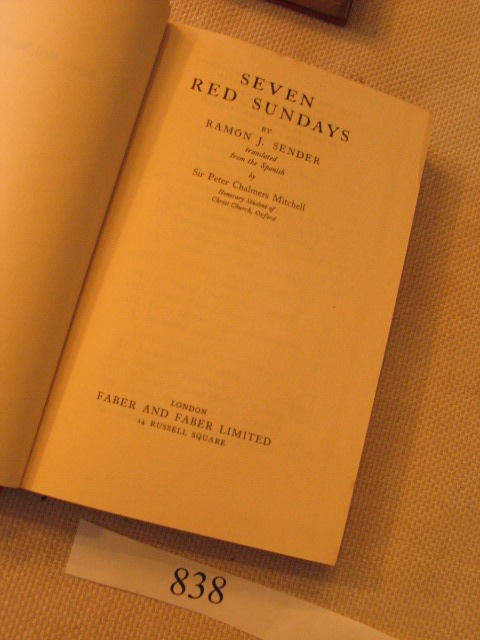 SEVEN
RED SUNDAYS
BY
RAMÓN J. SENDER
translated
from the Spanish
by
Sir Peter Chalmers Mitchell
Honorary Student of
Christ Church, Oxford
LONDON
FABER AND FABER LIMITED
24 RUSSELL SQUARE
838